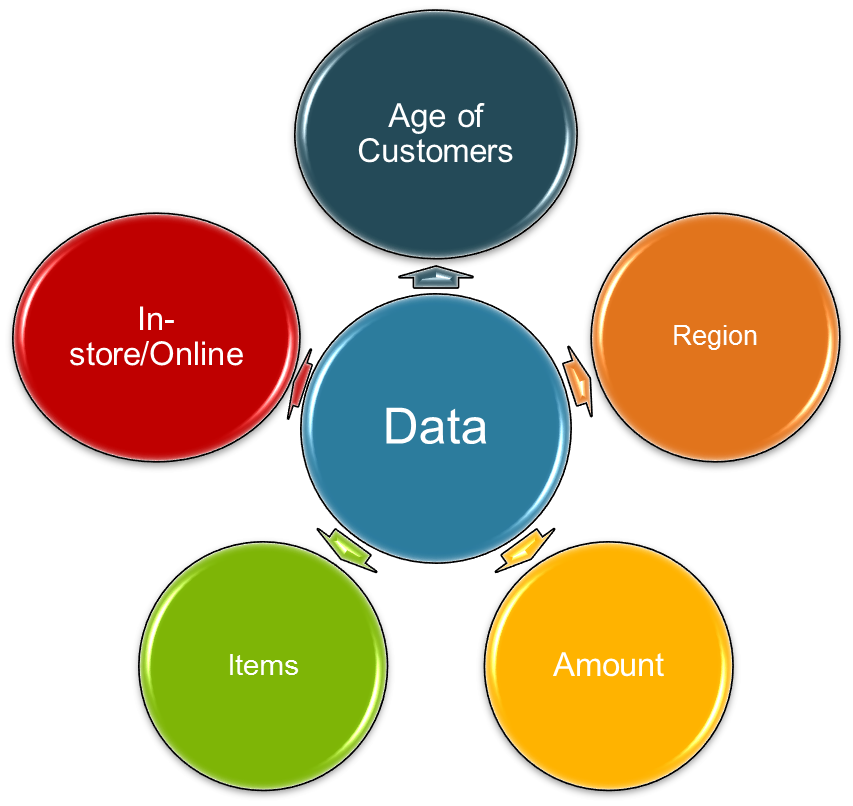 Age of
Customers
In-
store/Online
Region
Data
Items
Amount